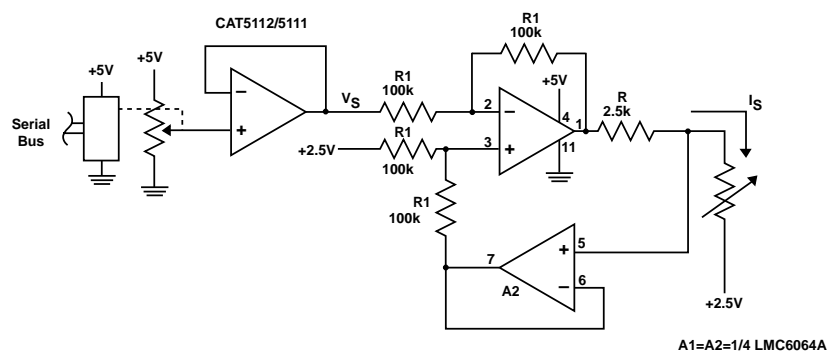 CAT5112/5111
+5V
+5V
Serial
Bus
−
+
V_S
R1
100k
+2.5V
R1
100k
R1
100k
R1
100k
+5V
2
−
3
+
4
1
11
R
2.5k
I_S
+
5
7
−
6
A2
+2.5V
A1=A2=1/4 LMC6064A